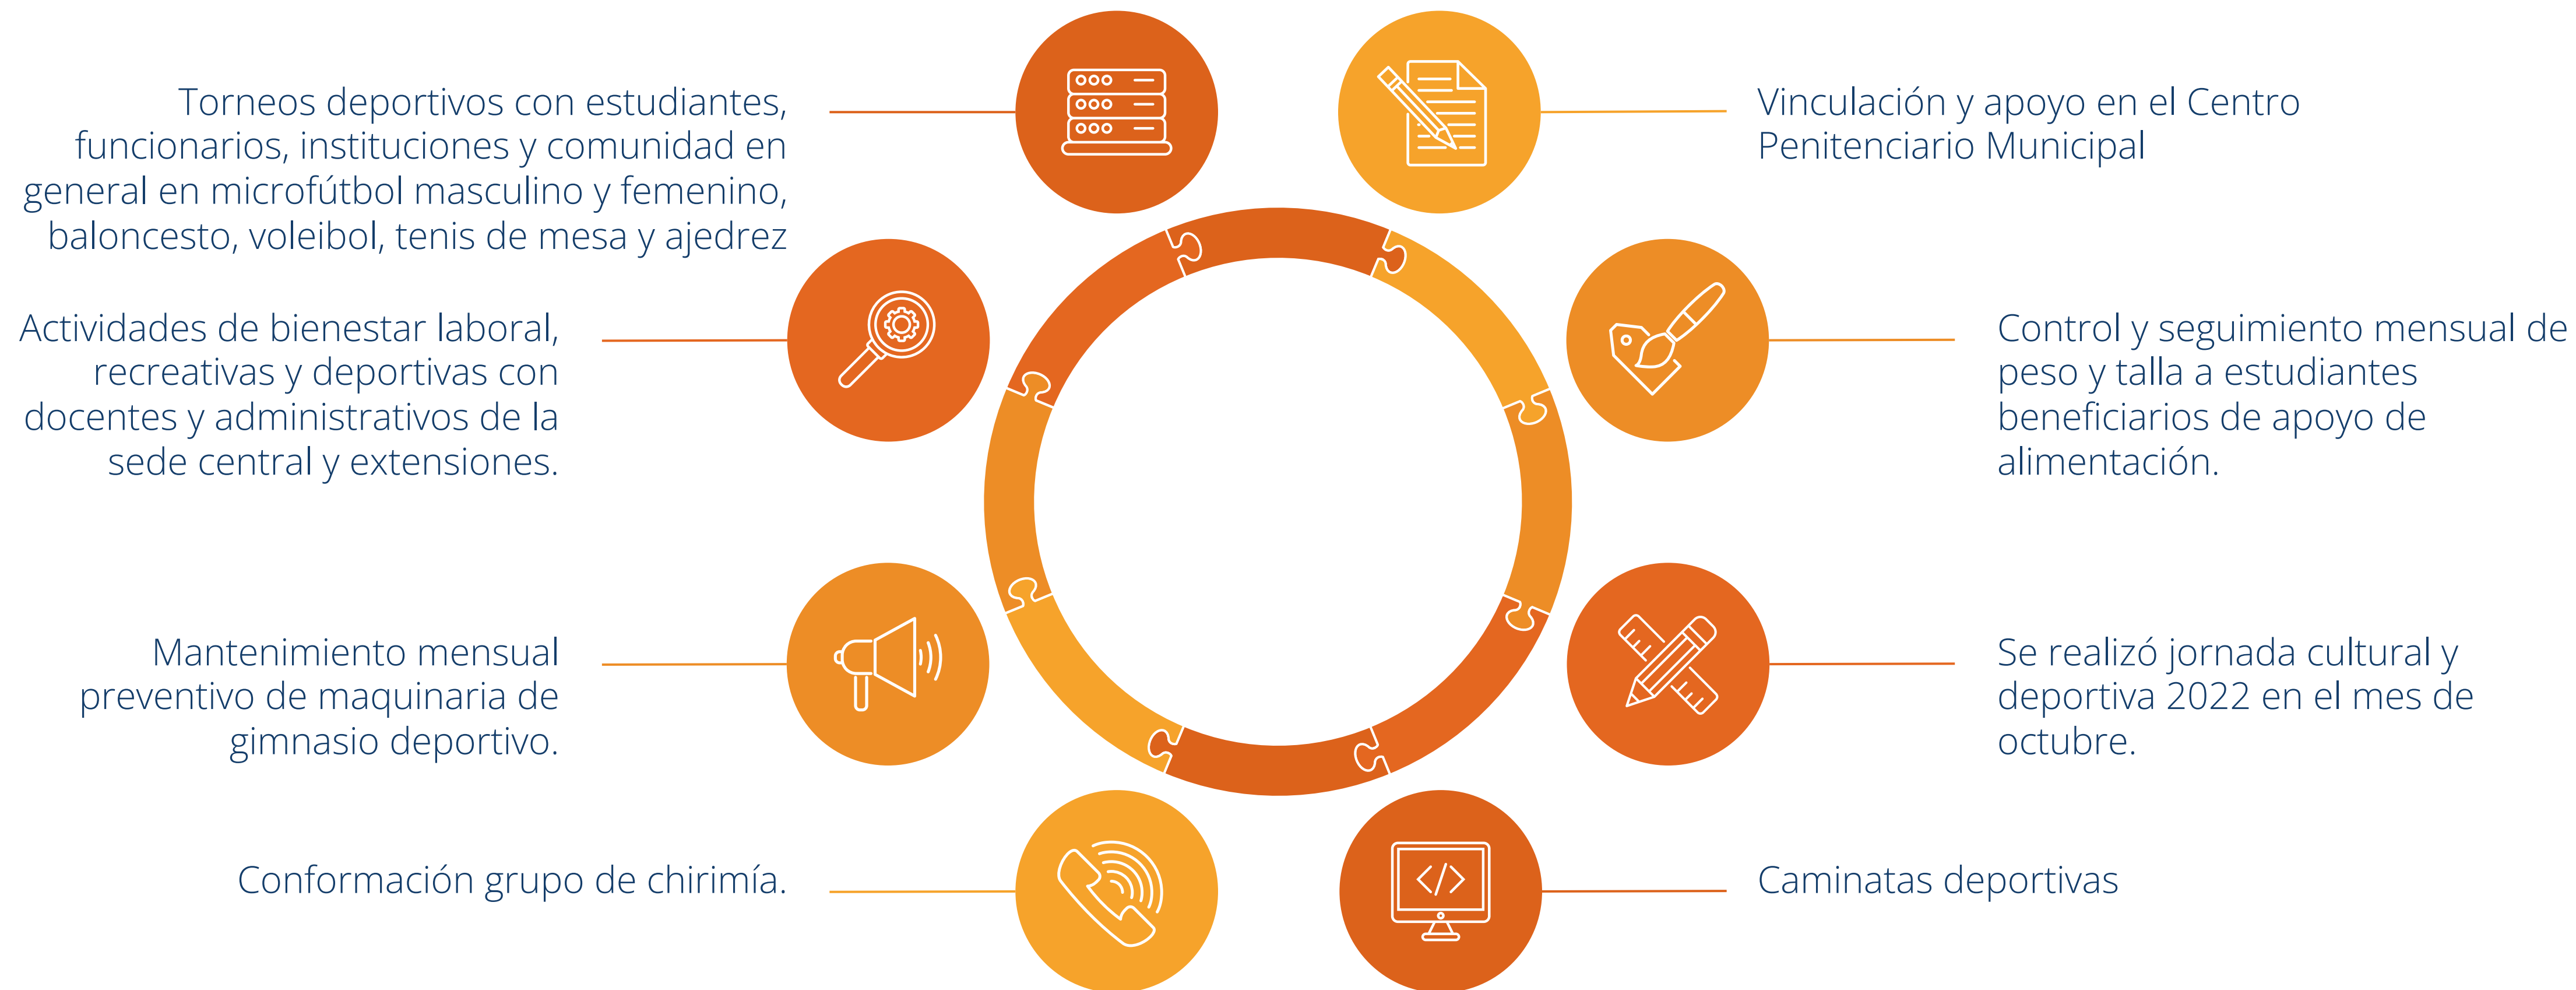 Torneos deportivos con estudiantes,
funcionarios, instituciones y comunidad en
general en microfútbol masculino y femenino,
baloncesto, voleibol, tenis de mesa y ajedrez
Actividades de bienestar laboral,
recreativas y deportivas con
docentes y administrativos de la
sede central y extensiones.
Mantenimiento mensual
preventivo de maquinaria de
gimnasio deportivo.
Conformación grupo de chirimía.
Vinculación y apoyo en el Centro
Penitenciario Municipal
Control y seguimiento mensual de
peso y talla a estudiantes
beneficiarios de apoyo de
alimentación.
Se realizó jornada cultural y
deportiva 2022 en el mes de
octubre.
Caminatas deportivas